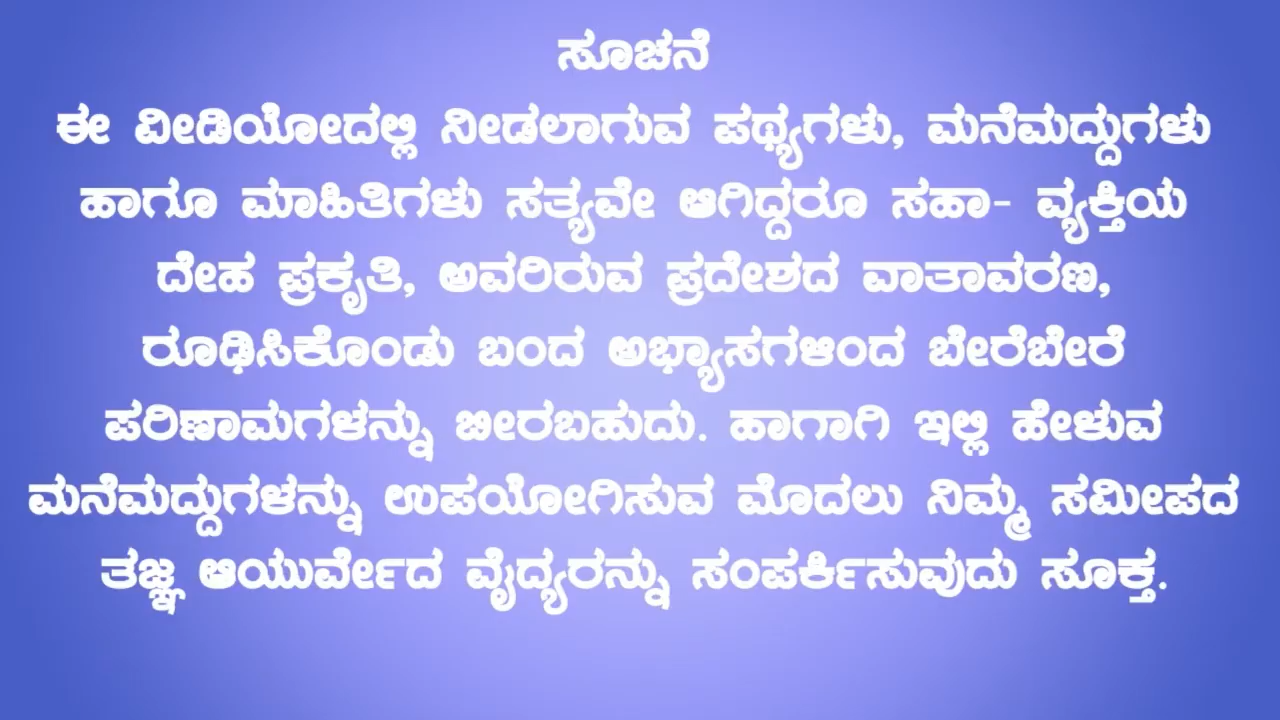 ಸೂಚನೆ
ಈ ವೀಡಿಯೋದಲ್ಲಿ ನೀಡಲಾಗುವ ಪಥ್ಯಗಳು, ಮನೆಮದ್ದುಗಳು
ಹಾಗೂ ಮಾಹಿತಿಗಳು ಸತ್ಯವೇ ಆಗಿದ್ದರೂ ಸಹಾ- ವ್ಯಕ್ತಿಯ
ದೇಹ ಪ್ರಕೃತಿ, ಅವರಿರುವ ಪ್ರದೇಶದ ವಾತಾವರಣ,
ರೂಢಿಸಿಕೊಂಡು ಬಂದ ಅಭ್ಯಾಸಗಳಿಂದ ಬೇರೆಬೇರೆ
ಪರಿಣಾಮಗಳನ್ನು ಬೀರಬಹುದು. ಹಾಗಾಗಿ ಇಲ್ಲಿ ಹೇಳುವ
ಮನೆಮದ್ದುಗಳನ್ನು ಉಪಯೋಗಿಸುವ ಮೊದಲು ನಿಮ್ಮ ಸಮೀಪದ
ತಜ್ಞ ಆಯುರ್ವೇದ ವೈದ್ಯರನ್ನು ಸಂಪರ್ಕಿಸುವುದು ಸೂಕ್ತ.